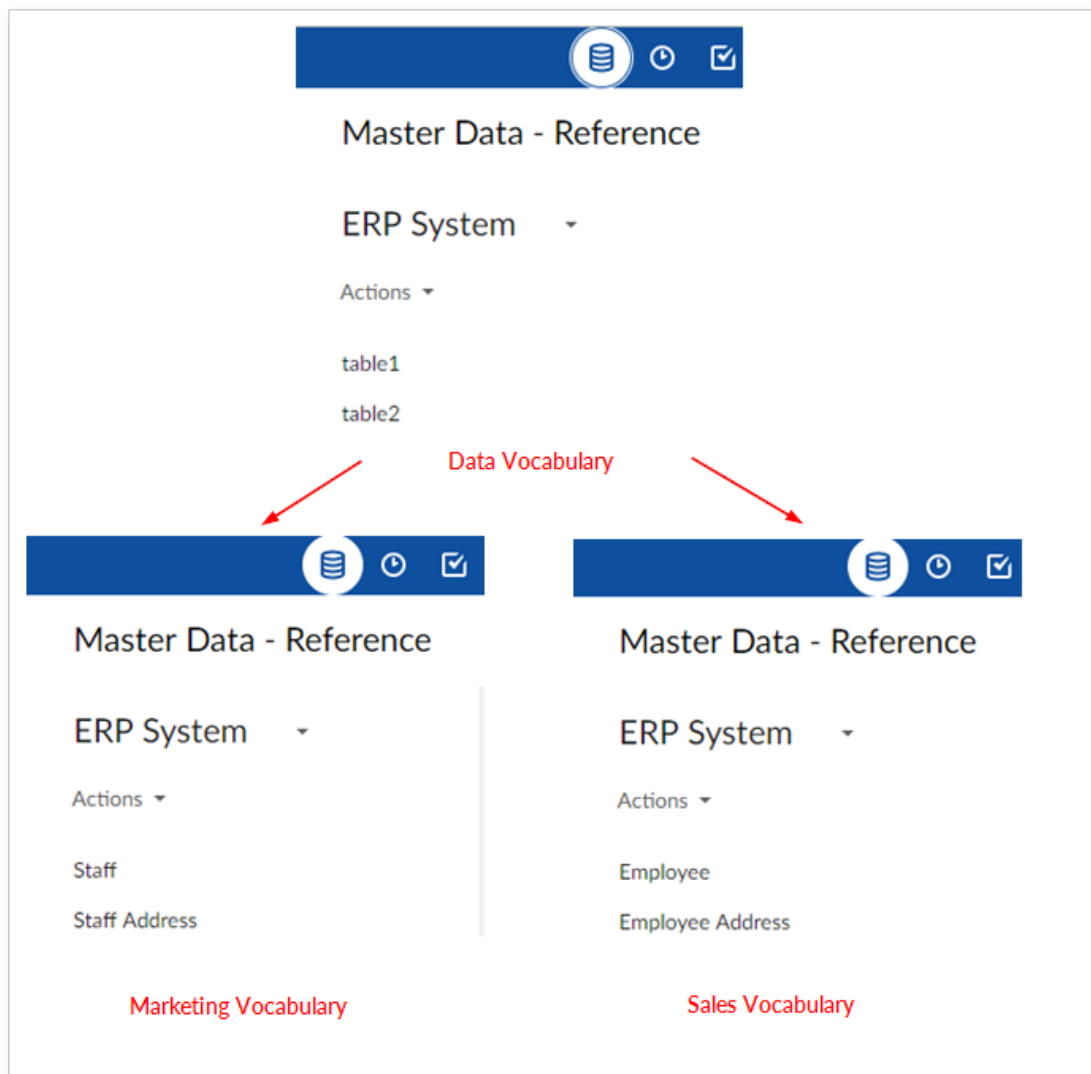 Master Data - Reference
ERP System
Actions
table1
table2
Data Vocabulary
Master Data - Reference
ERP System
Actions
Staff
Staff Address
Marketing Vocabulary
Master Data - Reference
ERP System
Actions
Employee
Employee Address
Sales Vocabulary